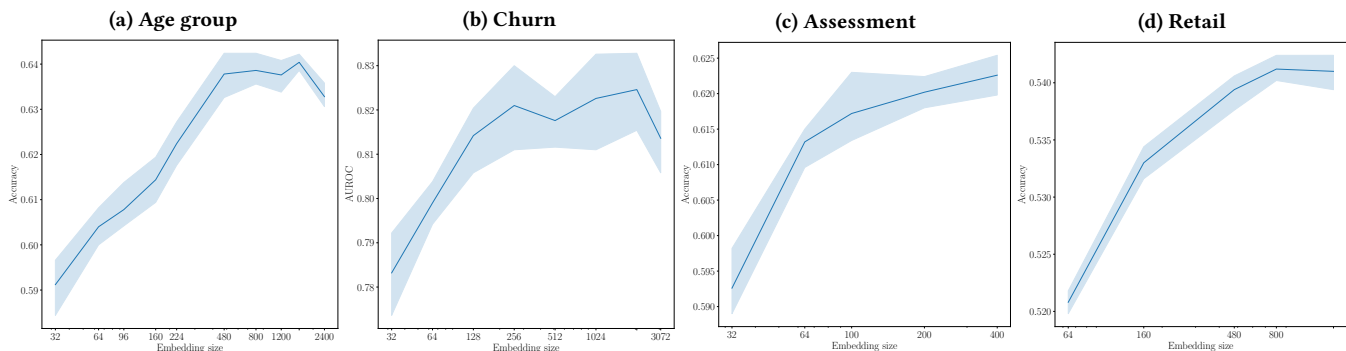 (a) Age group
(b) Churn
(c) Assessment
(d) Retail
0.64
0.63
0.62
0.61
0.60
0.59
Accuracy
32 64 96 160 224 480 800 1200 2400
Embedding size
0.83
0.82
0.81
0.80
0.79
0.78
AUROC
32 64 128 256 512 1024 3072
Embedding size
0.625
0.620
0.615
0.610
0.605
0.600
0.595
0.590
Accuracy
32 64 100 200 400
Embedding size
0.540
0.535
0.530
0.525
0.520
Accuracy
64 160 480 800
Embedding size